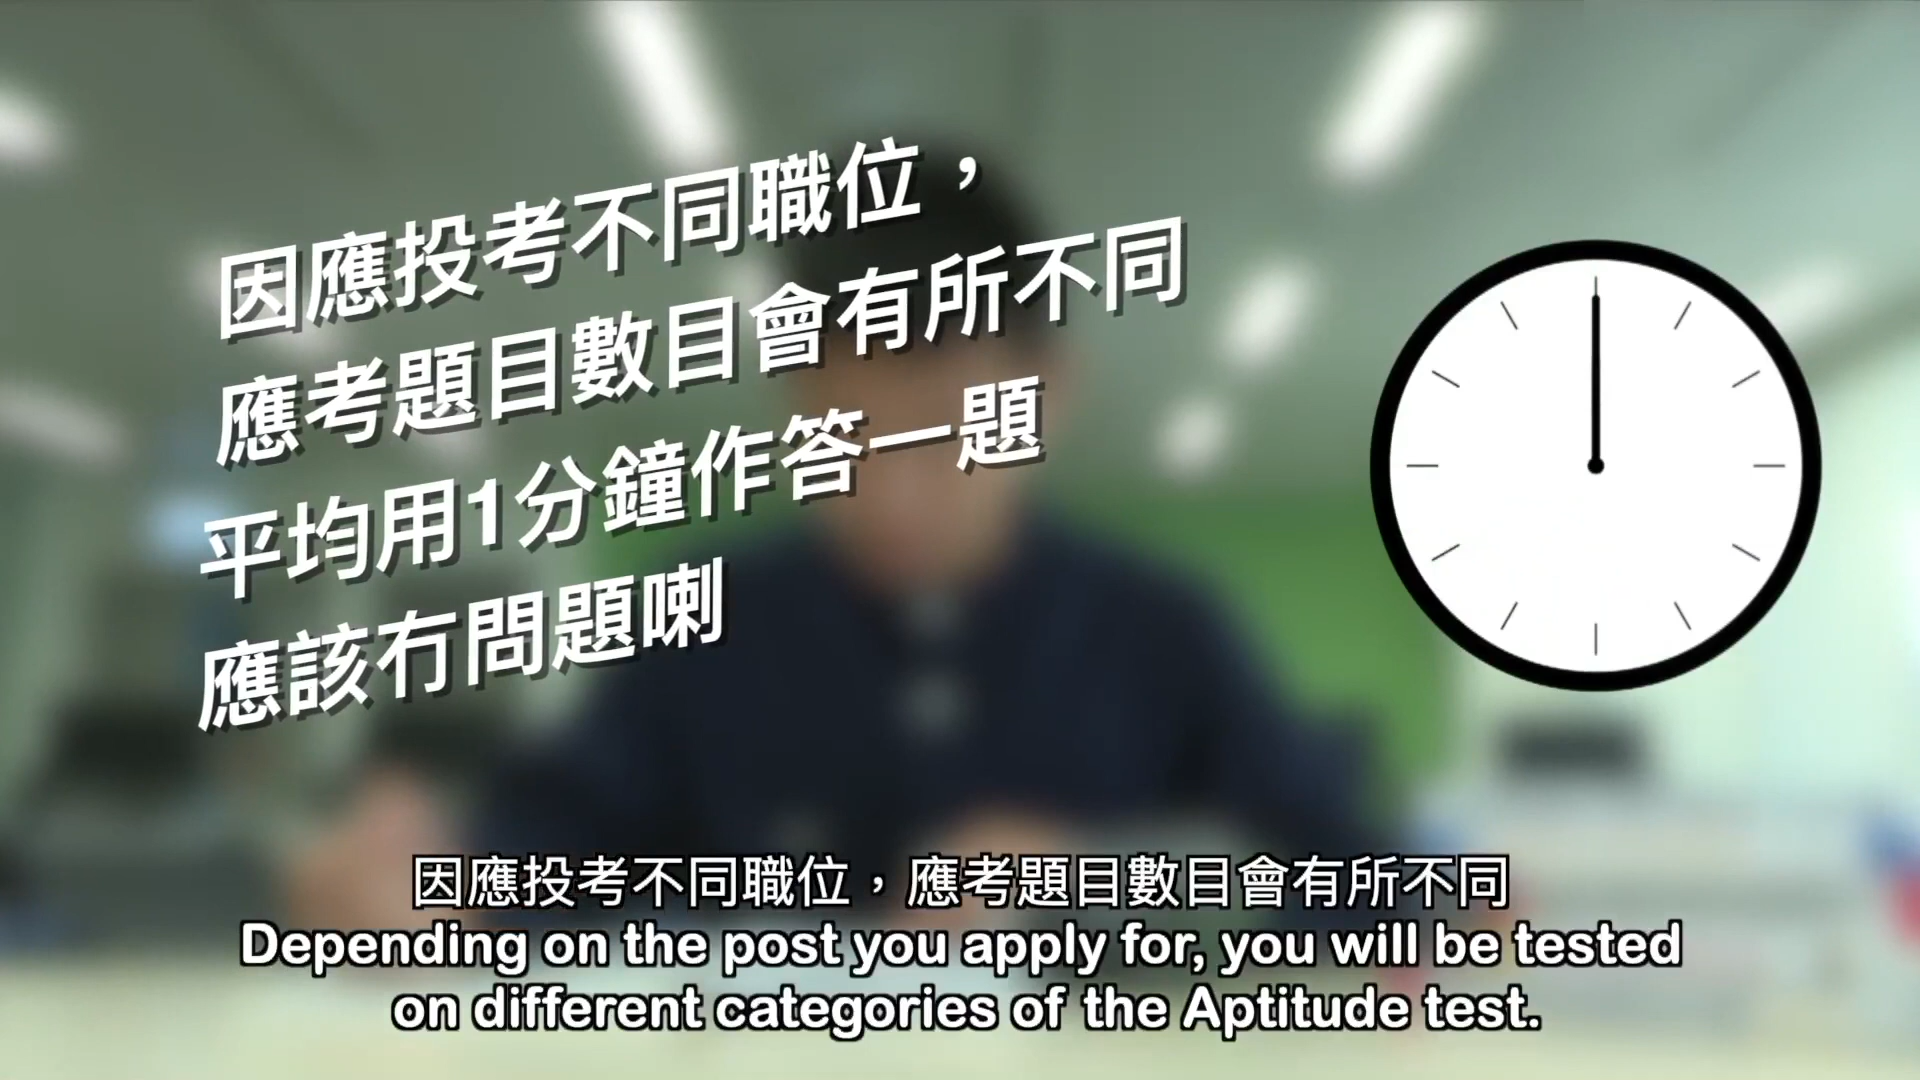 因應投考不同職位，
應考題目數目會有所不同
平均用1分鐘作答一題
應該冇問題喇
因應投考不同職位，應考題目數目會有所不同
Depending on the post you apply for, you will be tested
on different categories of the Aptitude test.